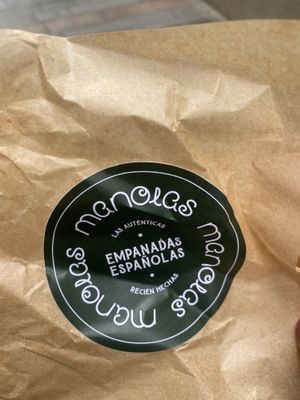 manolas manolas manolas
LAS AUTÉNTICAS
EMPANADAS
ESPAÑOLAS
RECIÉN HECHAS